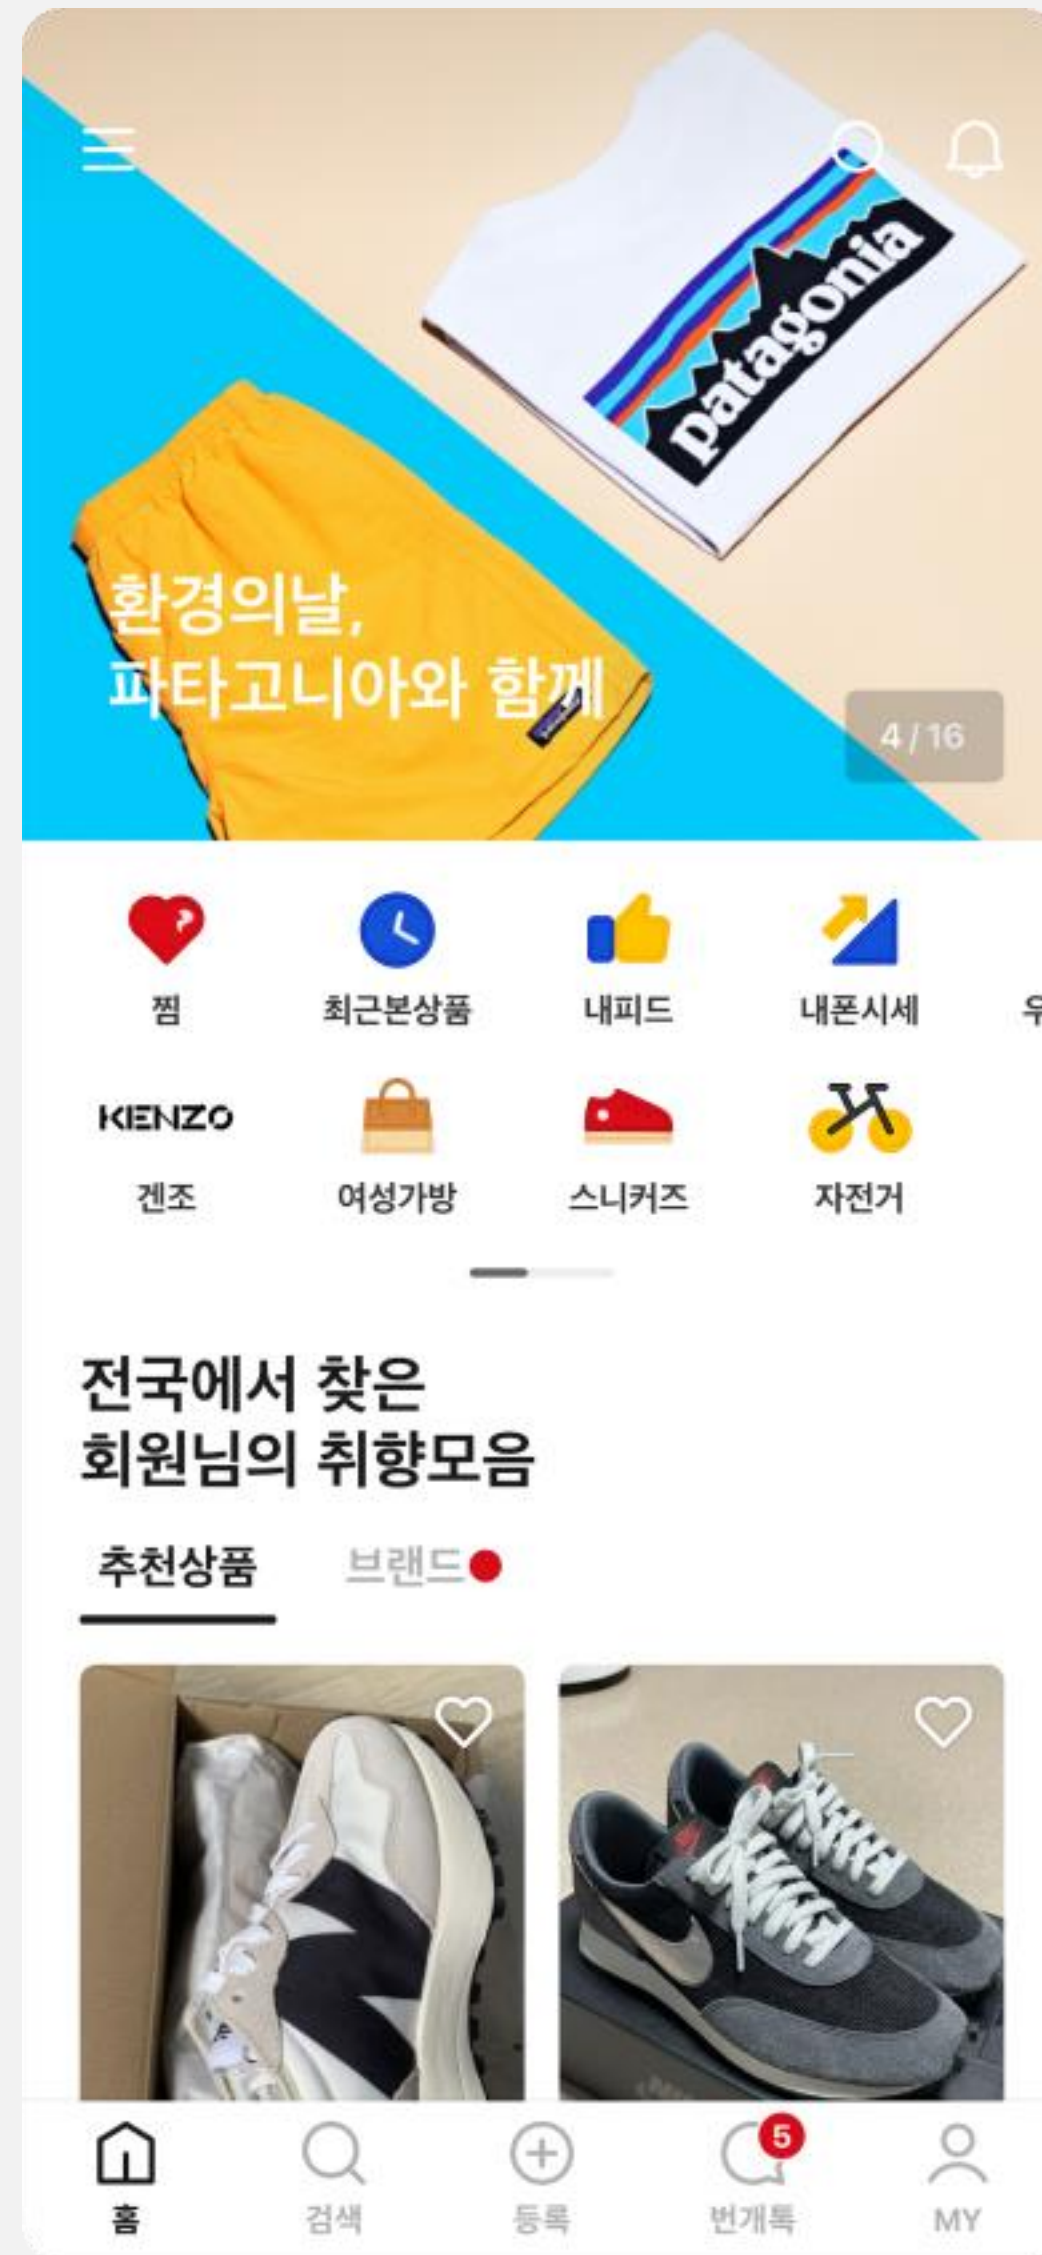 patagonia
환경의날,
파타고니아와 함께
4 / 16
찜
최근본상품
내피드
내폰시세
KENZO
겐조
여성가방
스니커즈
자전거
전국에서 찾은
회원님의 취향모음
추천상품
브랜드
5
홈
검색
등록
번개톡
MY